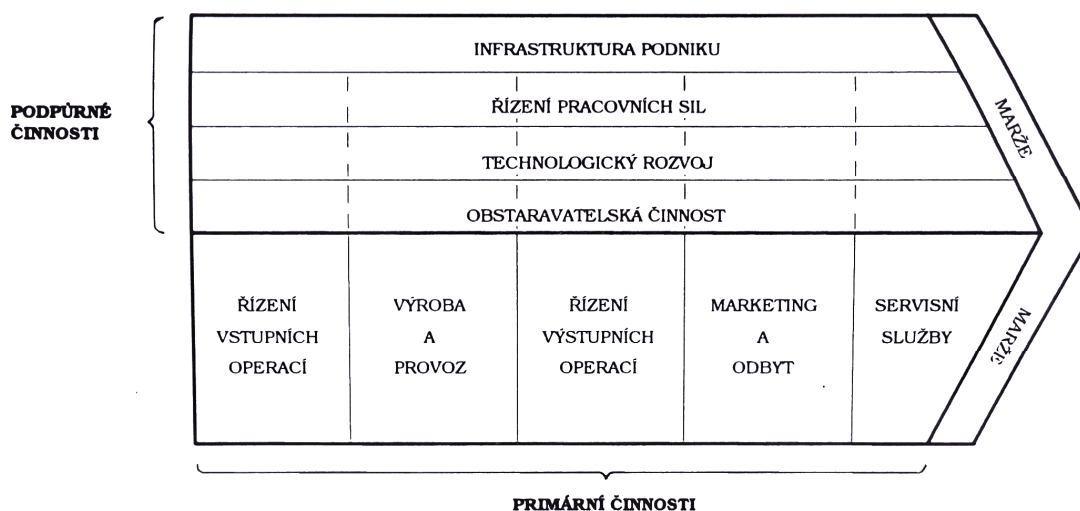 INFRASTRUKTURA PODNIKU
PODPŮRNÉ
ČINNOSTI
ŘÍZENÍ PRACOVNÍCH SIL
TECHNOLOGICKÝ ROZVOJ
OBSTARAVATELSKÁ ČINNOST
MARŽE
ŘÍZENÍ
VSTUPNÍCH
OPERACÍ
VÝROBA
A
PROVOZ
ŘÍZENÍ
VÝSTUPNÍCH
OPERACÍ
MARKETING
A
ODBYT
SERVISNÍ
SLUŽBY
MARŽE
PRIMÁRNÍ ČINNOSTI